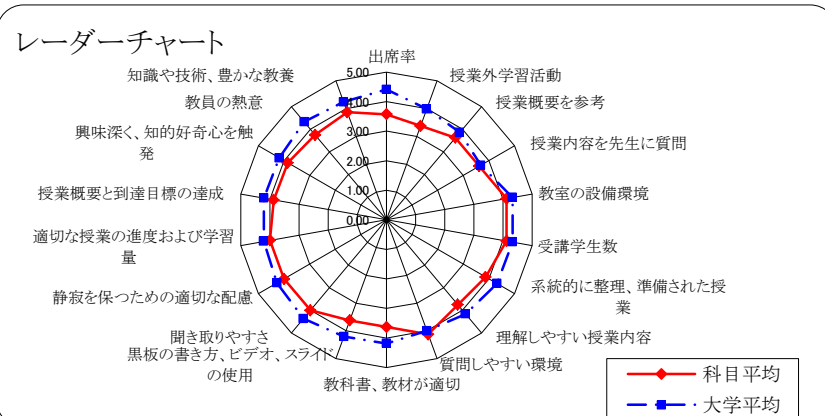 レーダーチャート
出席率
授業外学習活動
授業概要を参考
授業内容を先生に質問
教室の設備環境
受講学生数
系統的に整理、準備された授
業
理解しやすい授業内容
質問しやすい環境
教科書、教材が適切
黒板の書き方、ビデオ、スライド
の使用
聞き取りやすさ
静寂を保つための適切な配慮
適切な授業の進度および学習
量
授業概要と到達目標の達成
興味深く、知的好奇心を触
発
教員の熱意
知識や技術、豊かな教養
5.00
4.00
3.00
2.00
1.00
0.00
科目平均
大学平均